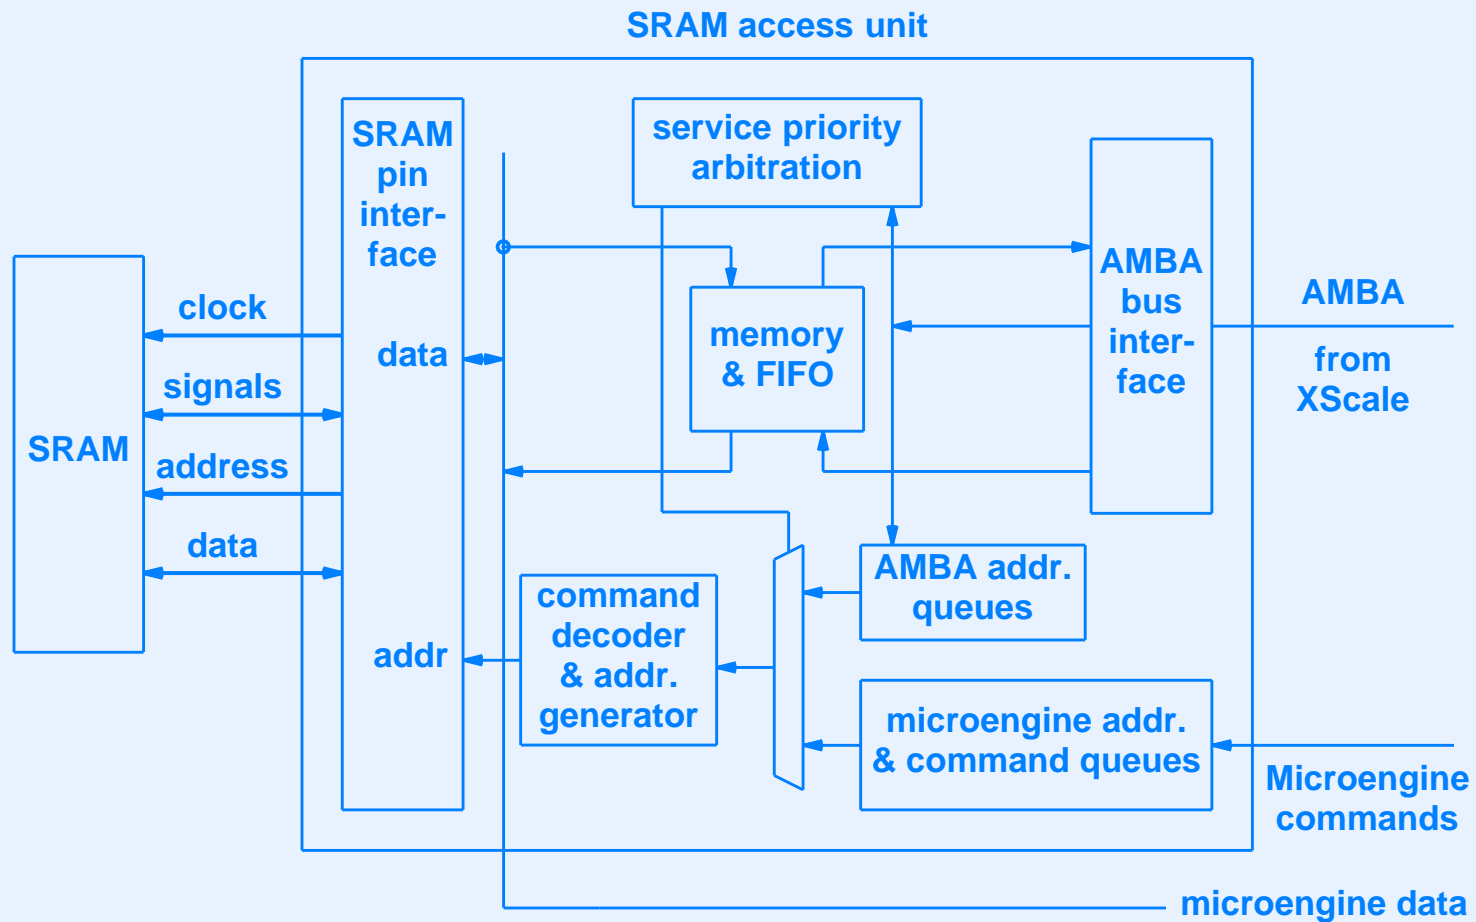 SRAM access unit
SRAM
pin
inter-
face
data
addr
service priority
arbitration
memory
& FIFO
AMBA
bus
inter-
face
AMBA
from
XScale
SRAM
clock
signals
address
data
command
decoder
& addr.
generator
AMBA addr.
queues
microengine addr.
& command queues
Microengine
commands
microengine data